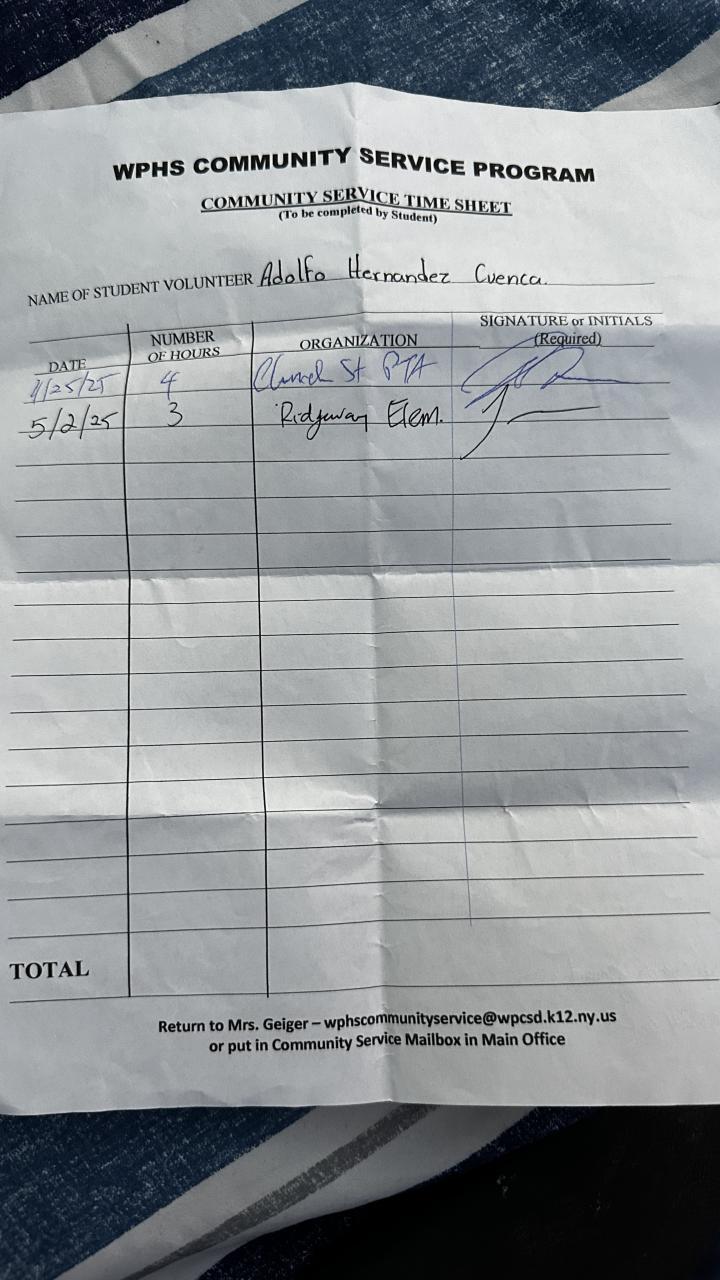 WPHS COMMUNITY SERVICE PROGRAM
COMMUNITY SERVICE TIME SHEET
(To be completed by Student)
NAME OF STUDENT VOLUNTEER Adolfo Hernandez Cuenca.
DATE NUMBER OF HOURS ORGANIZATION SIGNATURE or INITIALS (Required)
4/25/25 4 Church St PTA
5/2/25 3 Ridgeway Elem.
TOTAL
Return to Mrs. Geiger – wphscommunityservice@wpcsd.k12.ny.us
or put in Community Service Mailbox in Main Office